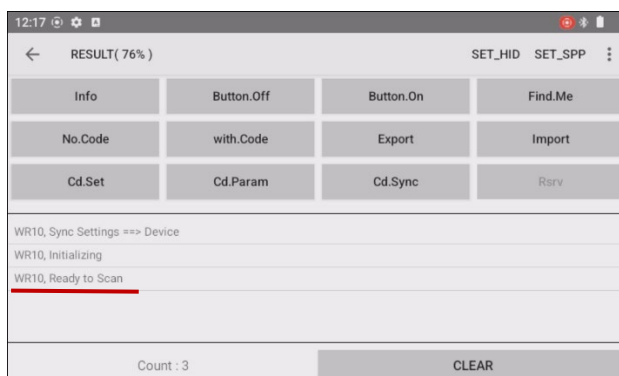 12:17
RESULT( 76% ) SET_HID SET_SPP
Info Button.Off Button.On Find.Me
No.Code with.Code Export Import
Cd.Set Cd.Param Cd.Sync Rsrv
WR10, Sync Settings ==> Device
WR10, Initializing
WR10, Ready to Scan
Count : 3 CLEAR